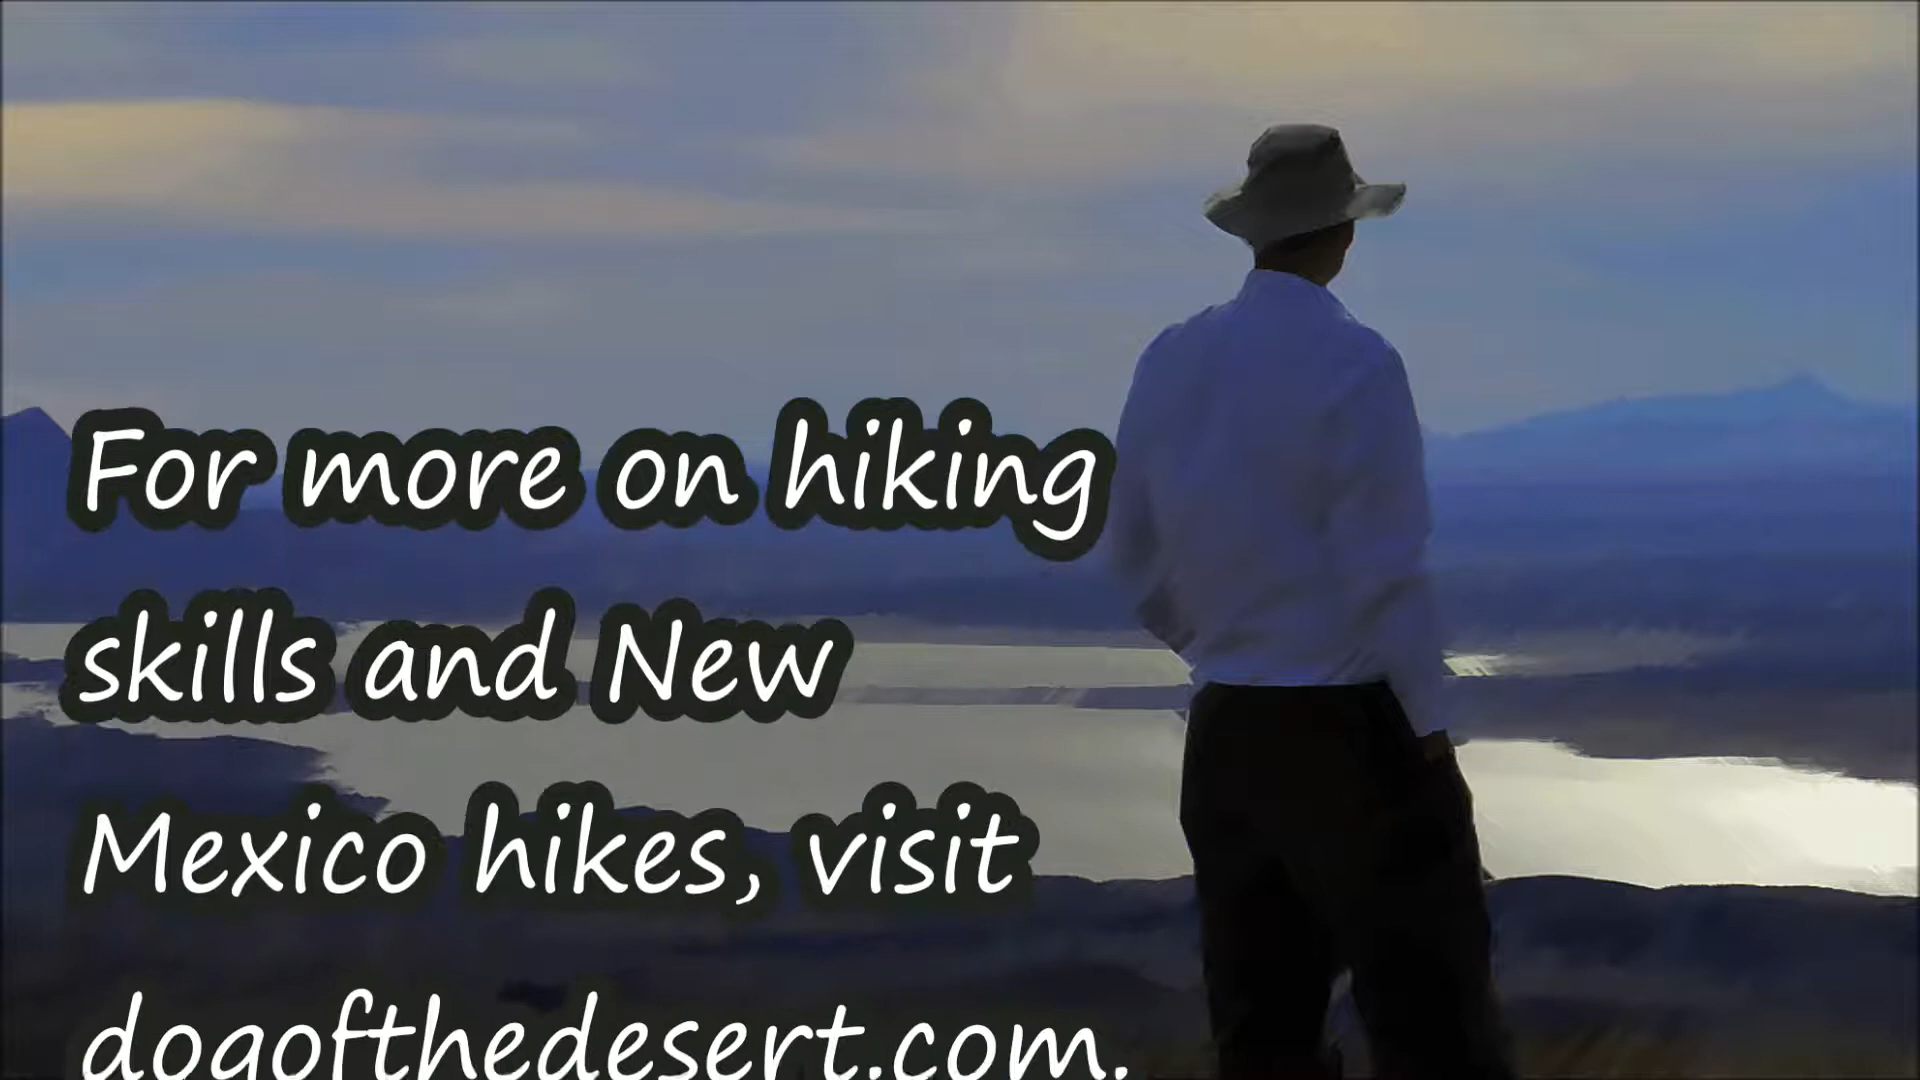 For more on hiking
skills and New
Mexico hikes, visit
dogofthedesert.com.